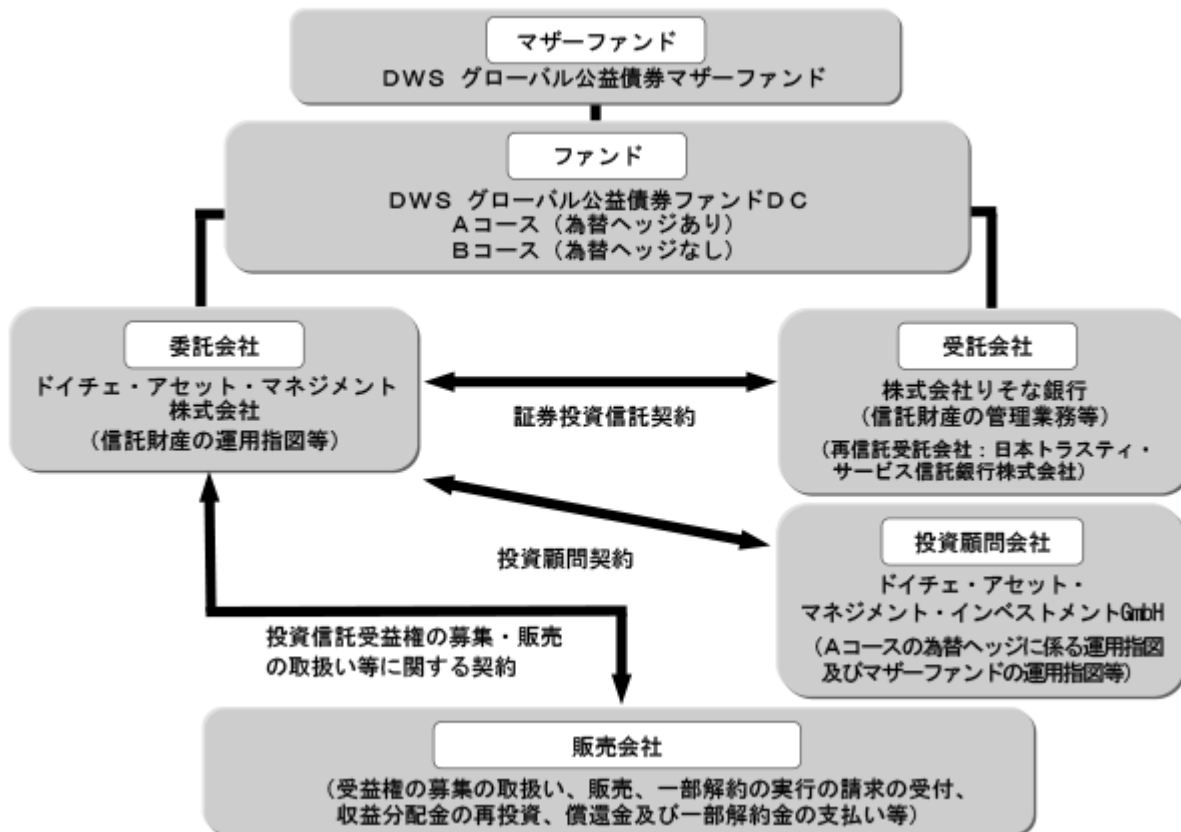 マザーファンド
ＤＷＳ グローバル公益債券マザーファンド
ファンド
ＤＷＳ グローバル公益債券ファンドＤＣ
Ａコース（為替ヘッジあり）
Ｂコース（為替ヘッジなし）
委託会社
ドイチェ・アセット・マネジメント
株式会社
（信託財産の運用指図等）
証券投資信託契約
受託会社
株式会社りそな銀行
（信託財産の管理業務等）
（再信託受託会社：日本トラスティ・
サービス信託銀行株式会社）
投資顧問契約
投資顧問会社
ドイチェ・アセット・
マネジメント・インベストメントGmbH
（Ａコースの為替ヘッジに係る運用指図
及びマザーファンドの運用指図等）
投資信託受益権の募集・販売
の取扱い等に関する契約
販売会社
（受益権の募集の取扱い、販売、一部解約の実行の請求の受付、
収益分配金の再投資、償還金及び一部解約金の支払い等）